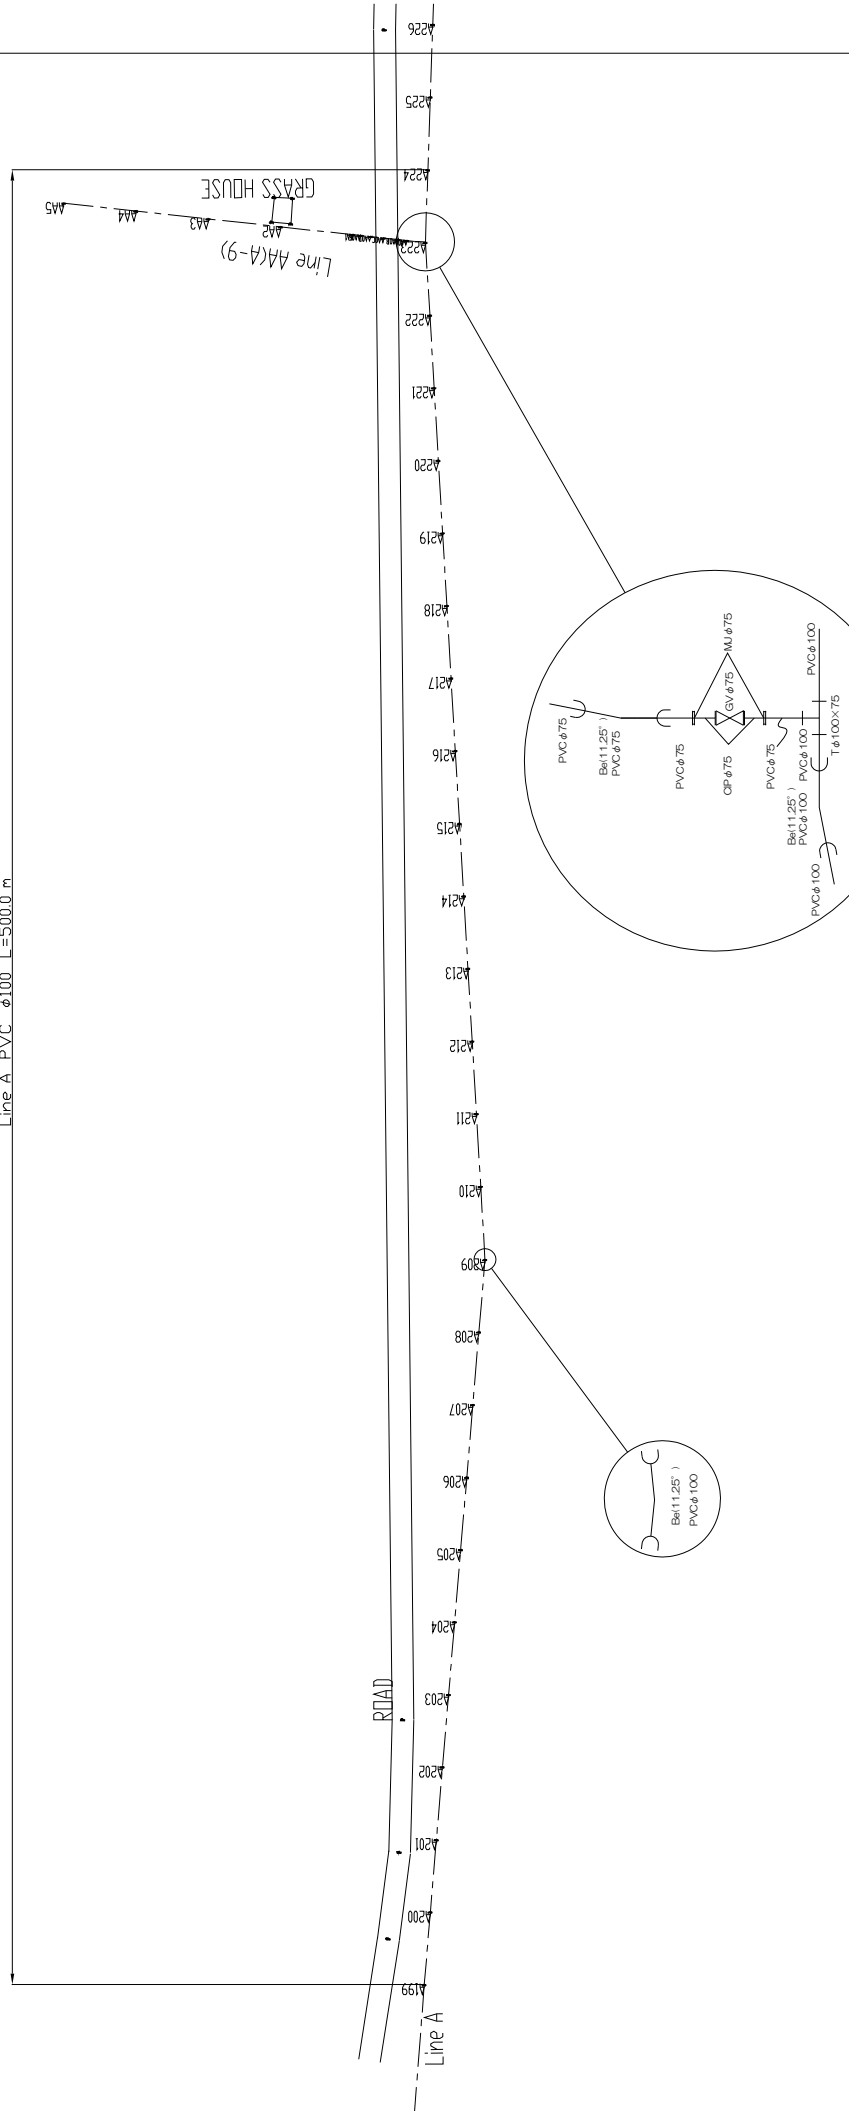 A226
A225
A224
GRASS HOUSE
AA5
AA4
AA3
AA2
A223
Line AA(A-9)
A222
A221
A220
A219
A218
A217
A216
A215
A214
A213
A212
A211
A210
A209
A208
A207
A206
A205
A204
A203
A202
A201
A200
A199
Line A PVC φ100 L=500.0 m
ROAD
Line A
PVCφ75
Be(11.25°)
PVCφ75
PVCφ75
CIPφ75
GVφ75
MJφ75
PVCφ75
PVCφ100
Be(11.25°)
PVCφ100
PVCφ100
Tφ100×75
PVCφ100
Be(11.25°)
PVCφ100